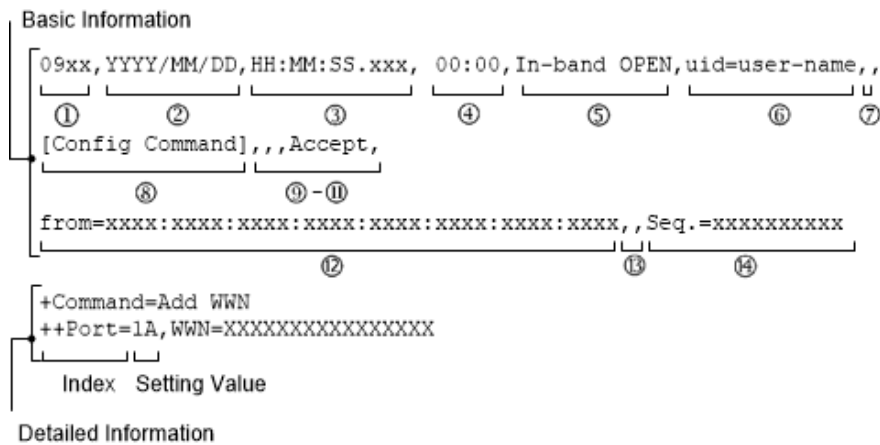 Basic Information
09xx,YYYY/MM/DD,HH:MM:SS.xxx, 00:00,In-band OPEN,uid=user-name,,
① ② ③ ④ ⑤ ⑥ ⑦
[Config Command],,,Accept,
⑧ ⑨-⑪
from=xxxx:xxxx:xxxx:xxxx:xxxx:xxxx:xxxx:xxxx,,Seq.=xxxxxxxxxx
⑫ ⑬ ⑭
+Command=Add WWN
++Port=1A,WWN=XXXXXXXXXXXXXXXX
Index Setting Value
Detailed Information